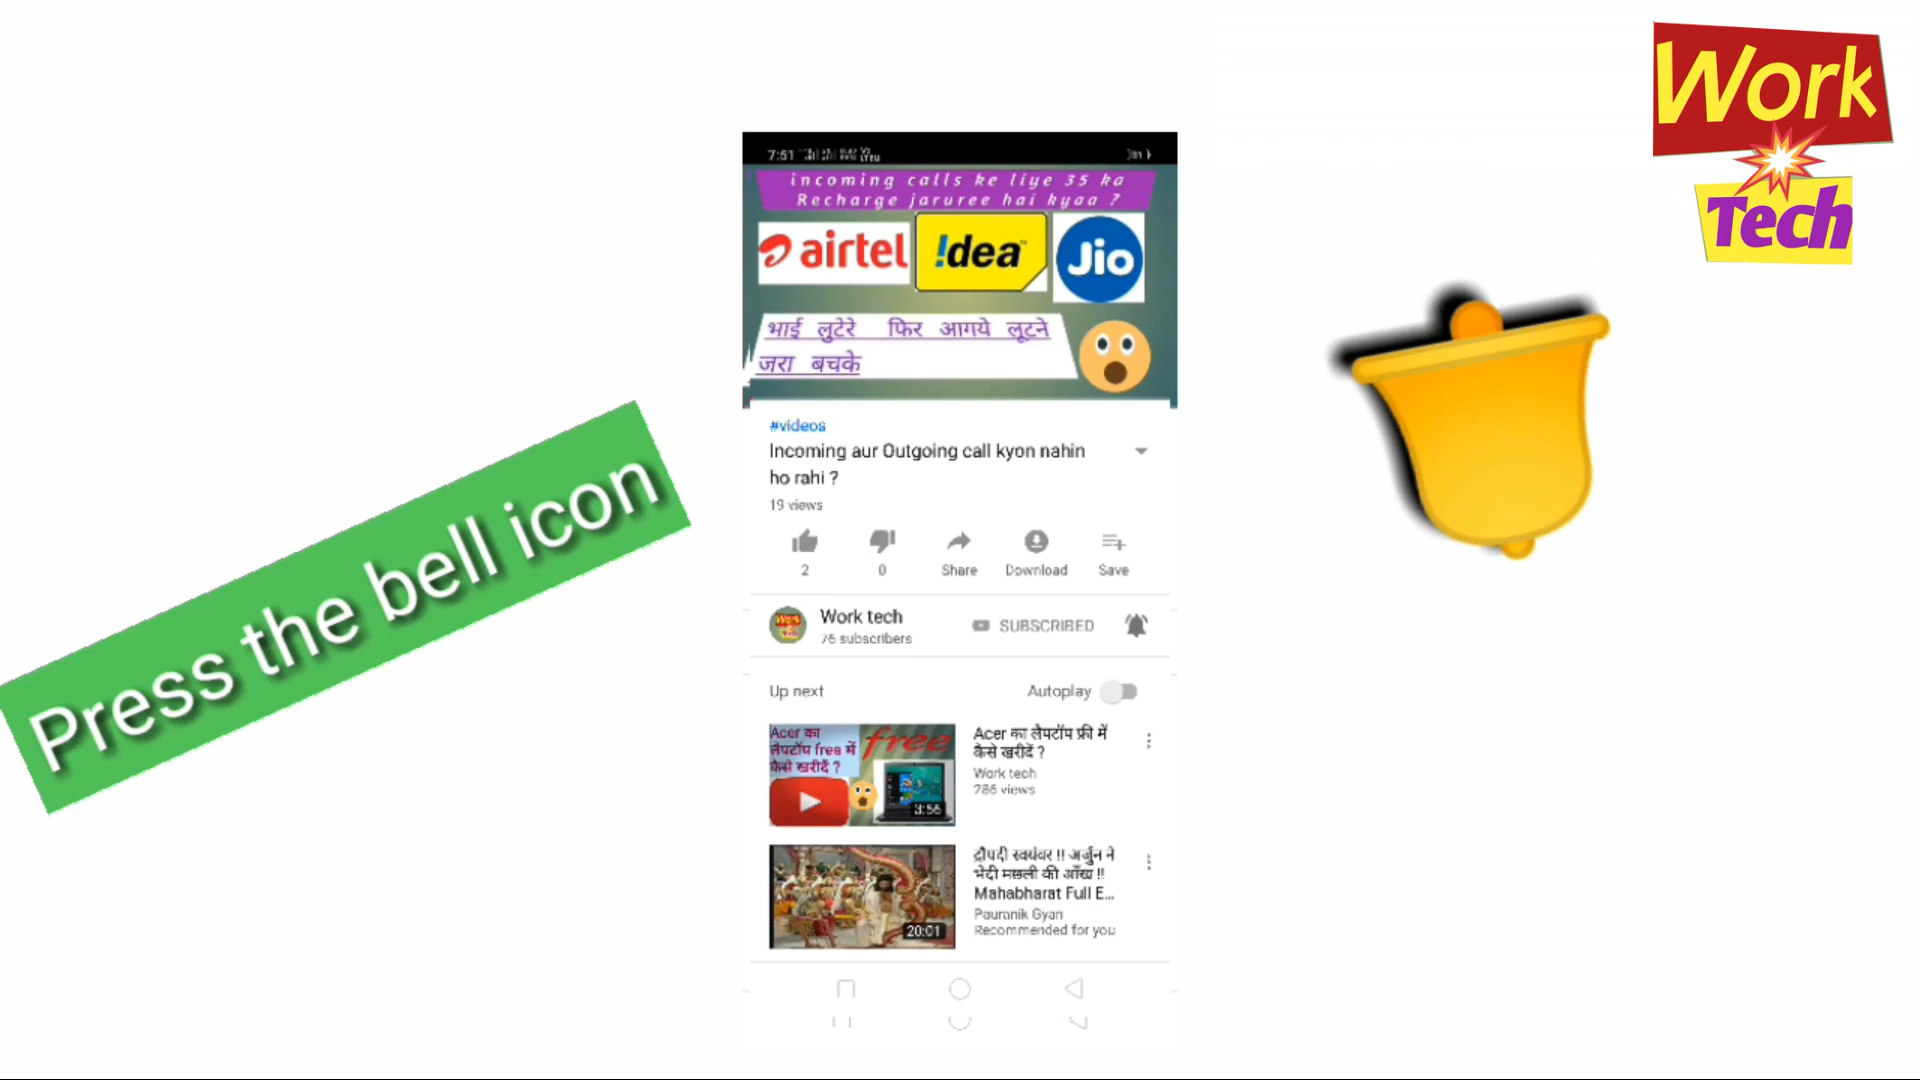 Work
Tech
Press the bell icon
7:51
incoming calls ke liye 35 ka
Recharge jaruree hai kyaa ?
airtel
!dea
Jio
भाई लुटेरे फिर आगये लूटने
जरा बचके
#videos
Incoming aur Outgoing call kyon nahin
ho rahi ?
19 views
2
0
Share
Download
Save
Work tech
76 subscribers
SUBSCRIBED
Up next
Autoplay
Acer का
लैपटॉप free में
कैसे खरीदें ?
free
3:56
Acer का लैपटॉप फ्री में
कैसे खरीदें ?
Work tech
786 views
20:01
द्रौपदी स्वयंवर !! अर्जुन ने
भेदी मछली की आँख !!
Mahabharat Full E...
Pauranik Gyan
Recommended for you